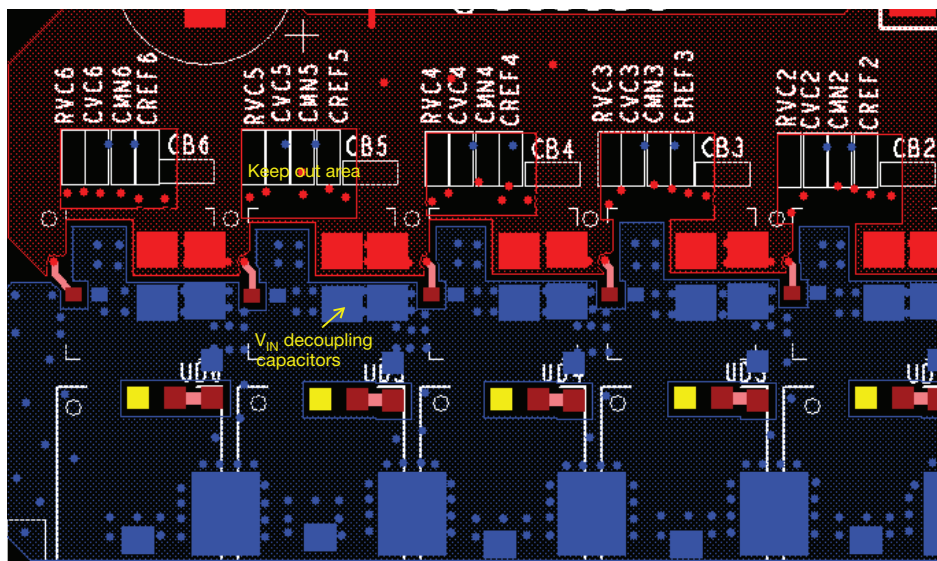 RVC6
CVC6
CMN6
CREF6
RVC5
CVC5
CMN5
CREF5
RVC4
CVC4
CMN4
CREF4
RVC3
CVC3
CMN3
CREF3
RVC2
CVC2
CMN2
CREF2
CB6
CB5
CB4
CB3
CB2
Keep out area
VIN decoupling
capacitors